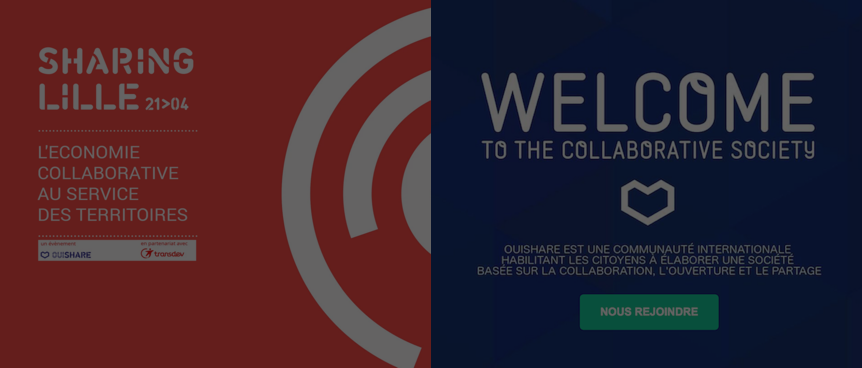 SHARING
LILLE 21>04
L'ECONOMIE
COLLABORATIVE
AU SERVICE
DES TERRITOIRES
un événement
en partenariat avec
OUISHARE
transdev
WELCOME
TO THE COLLABORATIVE SOCIETY
OUISHARE EST UNE COMMUNAUTÉ INTERNATIONALE
HABILITANT LES CITOYENS À ÉLABORER UNE SOCIÉTÉ
BASÉE SUR LA COLLABORATION, L'OUVERTURE ET LE PARTAGE
NOUS REJOINDRE